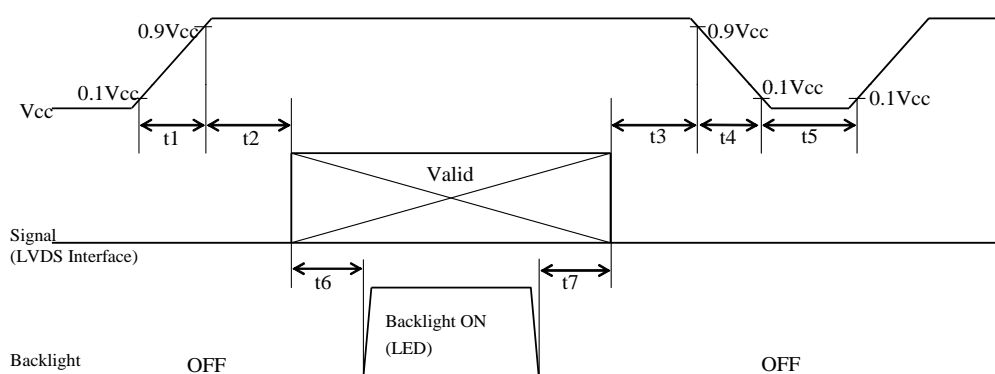 0.9Vcc
0.9Vcc
0.1Vcc
0.1Vcc
0.1Vcc
Vcc
t1
t2
t3
t4
t5
Valid
Signal
(LVDS Interface)
t6
t7
Backlight ON
(LED)
Backlight
OFF
OFF